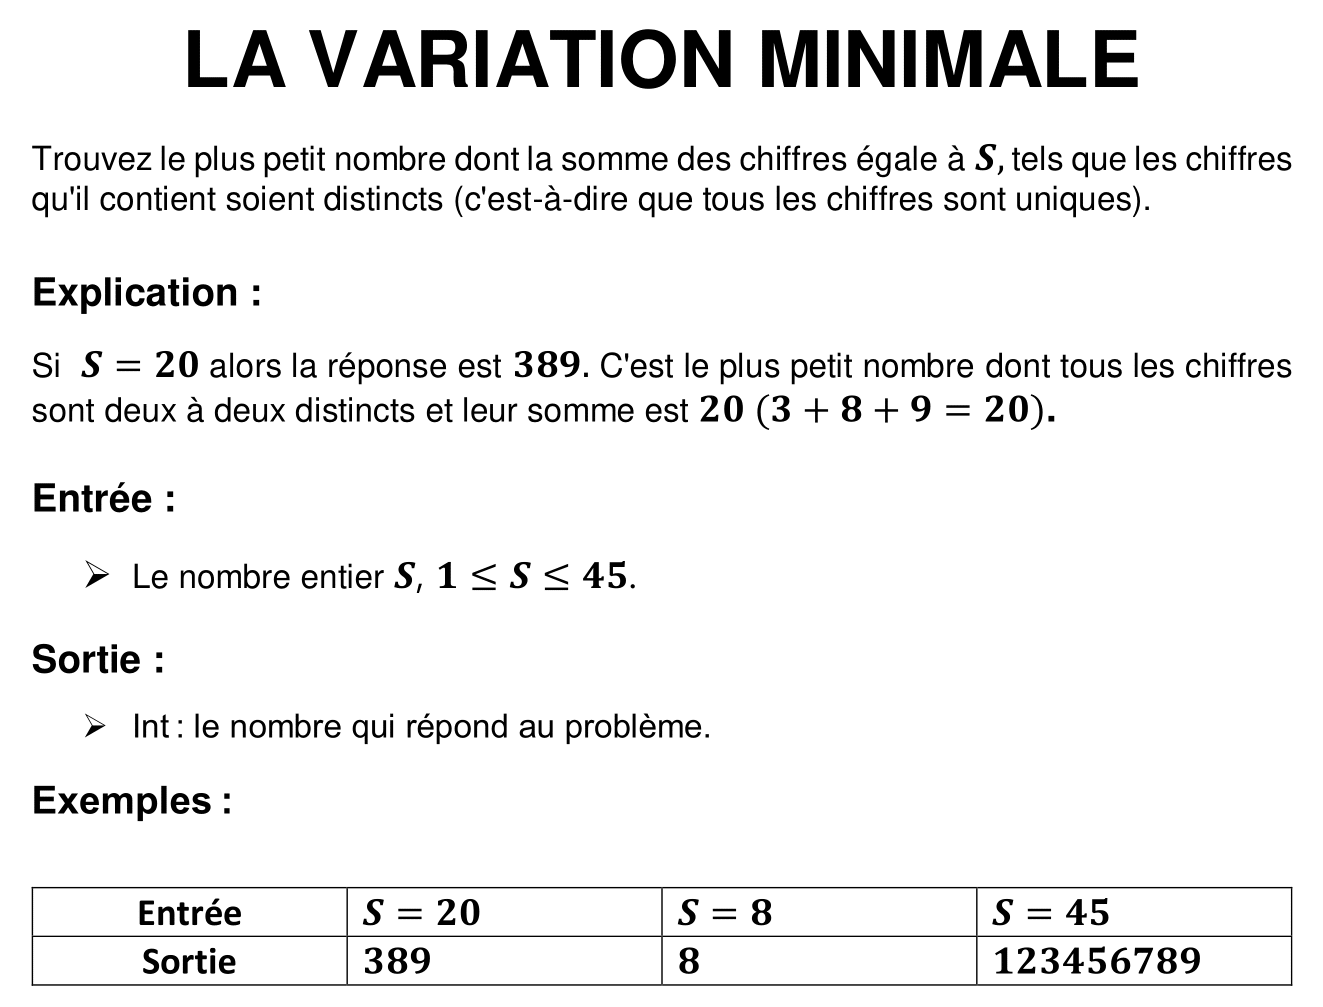 LA VARIATION MINIMALE
Trouvez le plus petit nombre dont la somme des chiffres égale à S, tels que les chiffres
qu'il contient soient distincts (c'est-à-dire que tous les chiffres sont uniques).
Explication :
Si S = 20 alors la réponse est 389. C'est le plus petit nombre dont tous les chiffres
sont deux à deux distincts et leur somme est 20 (3 + 8 + 9 = 20).
Entrée :
➢ Le nombre entier S, 1 ≤ S ≤ 45.
Sortie :
➢ Int : le nombre qui répond au problème.
Exemples :
Entrée S = 20 S = 8 S = 45
Sortie 389 8 123456789